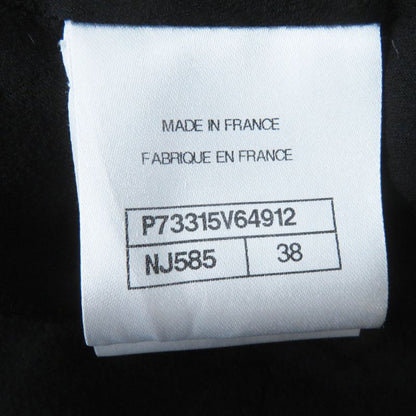 MADE IN FRANCE
FABRIQUE EN FRANCE
P73315V64912
NJ585 38